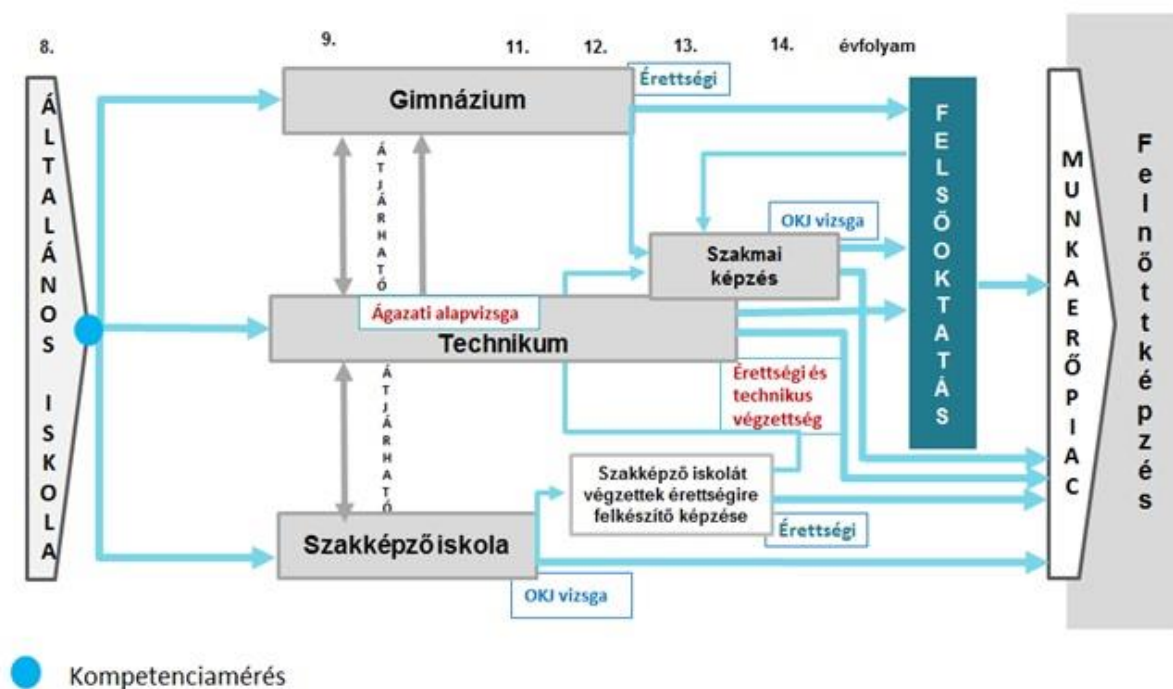 8.
9.
11.
12.
13.
14.
évfolyam
ÁLTALÁNOS ISKOLA
Gimnázium
Érettségi
ÁTJÁRHATÓ
Szakmai
képzés
OKJ vizsga
FELSŐOKTATÁS
MUNKAERŐPIAC
Felnőttképzés
Ágazati alapvizsga
Technikum
Érettségi és
technikus
végzettség
ÁTJÁRHATÓ
Szakképző iskolát
végzettek érettségire
felkészítő képzése
Érettségi
Szakképző iskola
OKJ vizsga
Kompetenciamérés